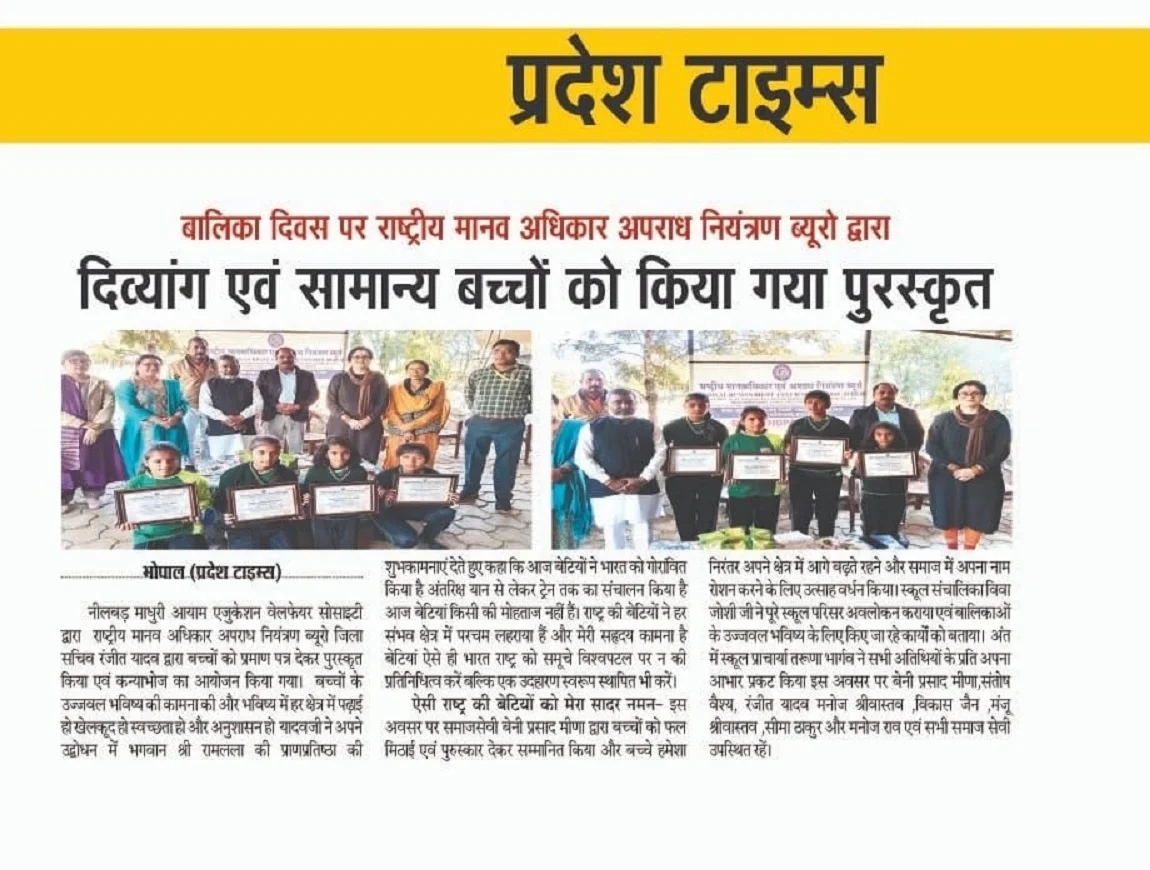 प्रदेश टाइम्स
बालिका दिवस पर राष्ट्रीय मानव अधिकार अपराध नियंत्रण ब्यूरो द्वारा
दिव्यांग एवं सामान्य बच्चों को किया गया पुरस्कृत
राष्ट्रीय मानवाधिकार एवं अपराध नियंत्रण ब्यूरो
भोपाल (प्रदेश टाइम्स)
नीलबड़ माधुरी आयाम एजुकेशन वेलफेयर सोसाइटी
द्वारा राष्ट्रीय मानव अधिकार अपराध नियंत्रण ब्यूरो जिला
सचिव रंजीत यादव द्वारा बच्चों को प्रमाण पत्र देकर पुरस्कृत
किया एवं कन्याभोज का आयोजन किया गया। बच्चों के
उज्जवल भविष्य की कामना की और भविष्य में हर क्षेत्र में पढ़ाई
हो खेलकूद हो स्वच्छता हो और अनुशासन हो यादवजी ने अपने
उद्बोधन में भगवान श्री रामलला की प्राणप्रतिष्ठा की
शुभकामनाएं देते हुए कहा कि आज बेटियों ने भारत को गोरांवित
किया है अंतरिक्ष यान से लेकर ट्रेन तक का संचालन किया है
आज बेटियां किसी की मोहताज नहीं हैं। राष्ट्र की बेटियों ने हर
संभव क्षेत्र में परचम लहराया हैं और मेरी सह्रदय कामना है
बेटियां ऐसे ही भारत राष्ट्र को समूचे विश्वपटल पर न की
प्रतिनिधित्व करें बल्कि एक उदहारण स्वरूप स्थापित भी करें।
ऐसी राष्ट्र की बेटियों को मेरा सादर नमन- इस
अवसर पर समाजसेवी बेनी प्रसाद मीणा द्वारा बच्चों को फल
मिठाई एवं पुरुस्कार देकर सम्मानित किया और बच्चे हमेशा
निरंतर अपने क्षेत्र में आगे बढ़ते रहने और समाज में अपना नाम
रोशन करने के लिए उत्साह वर्धन किया। स्कूल संचालिका विवा
जोशी जी ने पूरे स्कूल परिसर अवलोकन कराया एवं बालिकाओं
के उज्जवल भविष्य के लिए किए जा रहे कार्यों को बताया। अंत
में स्कूल प्राचार्या तरूणा भार्गव ने सभी अतिथियों के प्रति अपना
आभार प्रकट किया इस अवसर पर बेनी प्रसाद मीणा,संतोष
वैश्य, रंजीत यादव मनोज श्रीवास्तव ,विकास जैन ,मंजू
श्रीवास्तव ,सीमा ठाकुर और मनोज राव एवं सभी समाज सेवी
उपस्थित रहें।